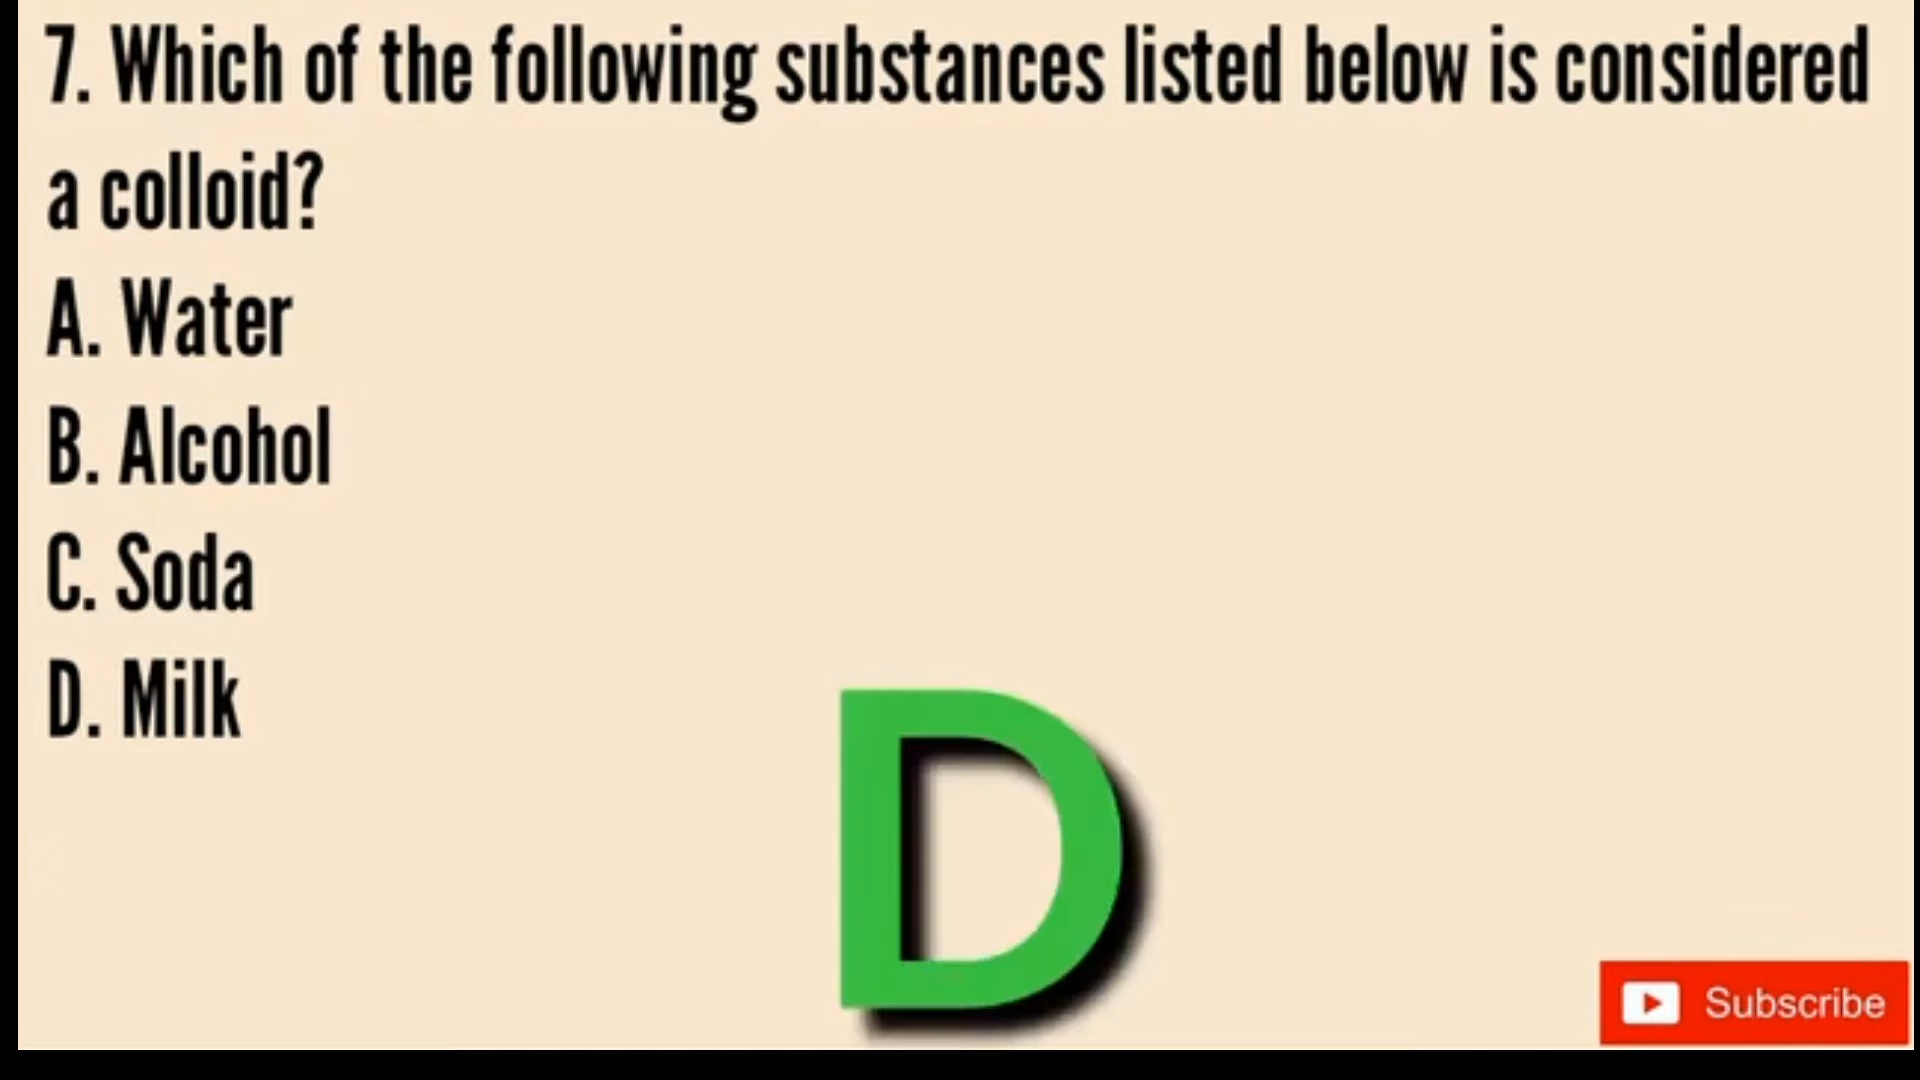 7. Which of the following substances listed below is considered
a colloid?
A. Water
B. Alcohol
C. Soda
D. Milk
D
Subscribe